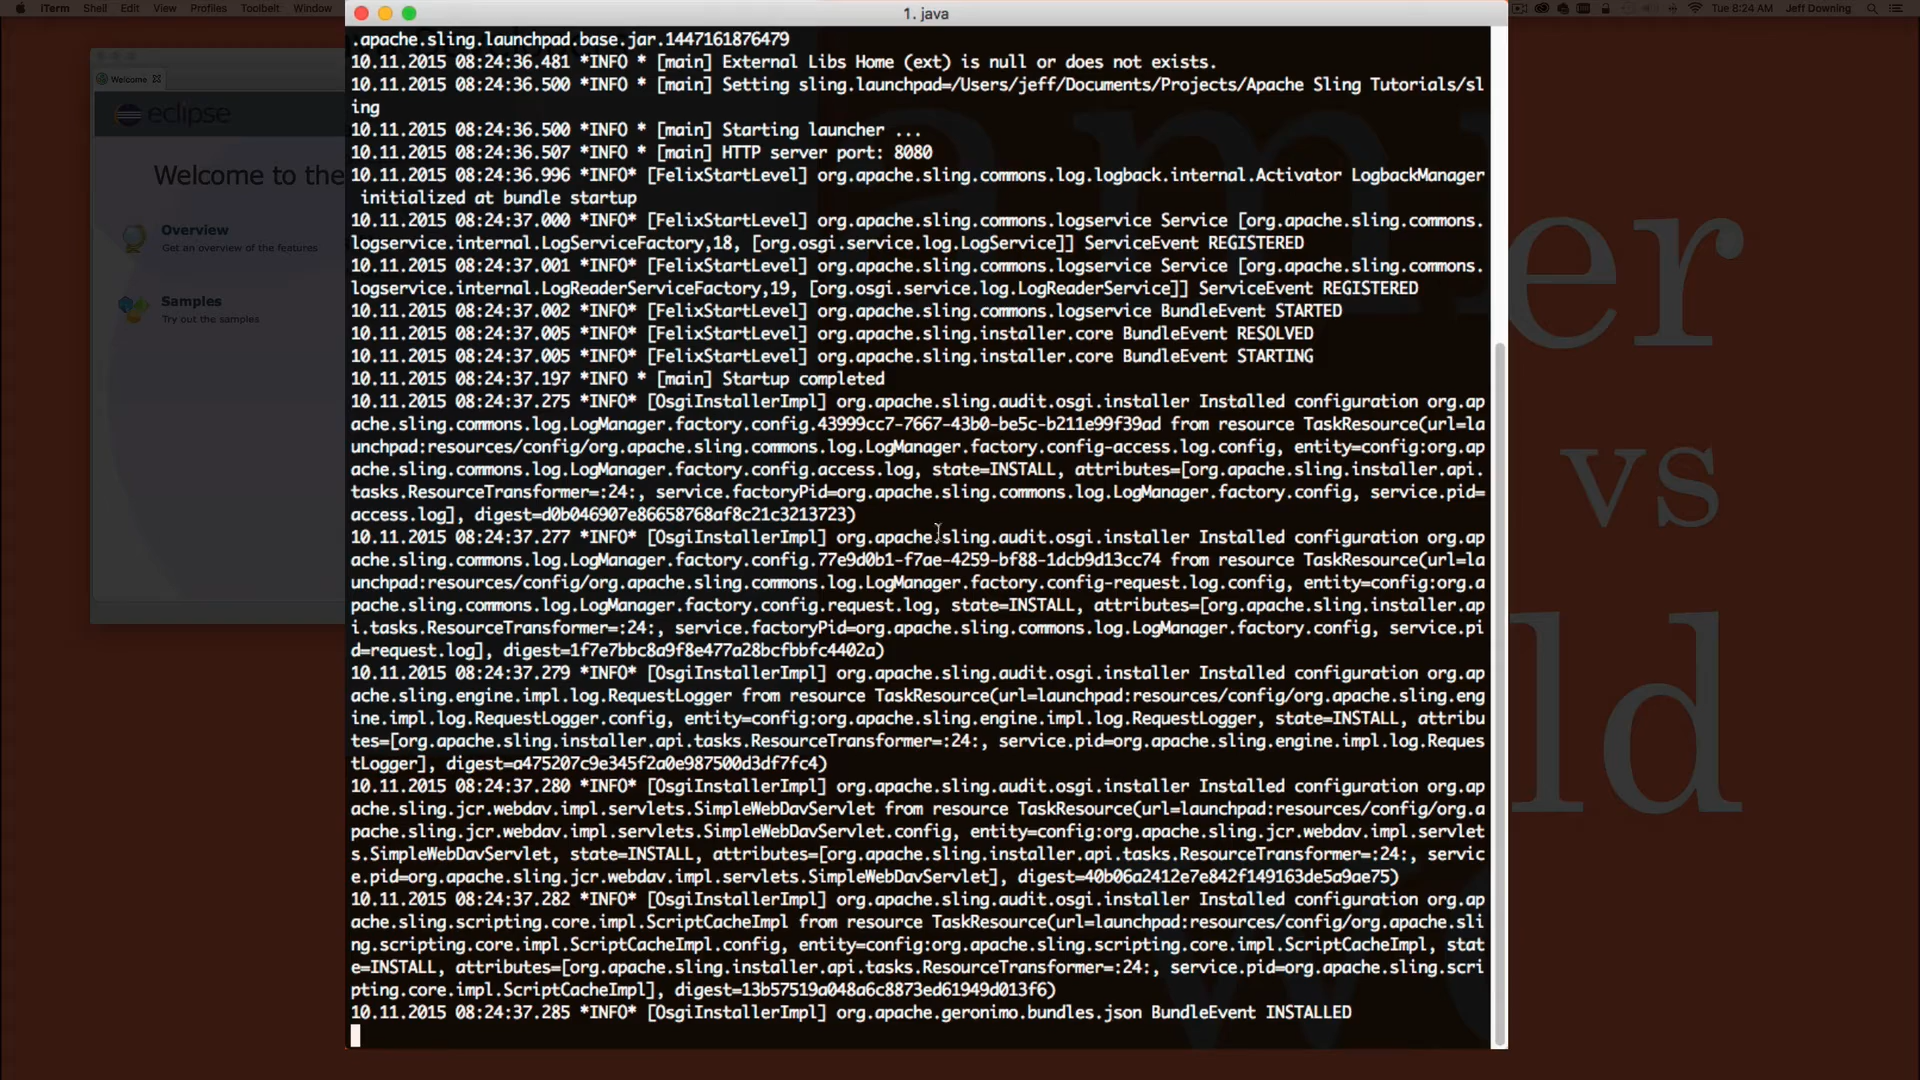 iTerm Shell Edit View Profiles Toolbelt Window
Tue 8:24 AM Jeff Downing
1. java
Welcome
eclipse
Welcome to the
Overview
Get an overview of the features
Samples
Try out the samples
.apache.sling.launchpad.base.jar.1447161876479
10.11.2015 08:24:36.481 *INFO * [main] External Libs Home (ext) is null or does not exists.
10.11.2015 08:24:36.500 *INFO * [main] Setting sling.launchpad=/Users/jeff/Documents/Projects/Apache Sling Tutorials/sl
ing
10.11.2015 08:24:36.500 *INFO * [main] Starting launcher ...
10.11.2015 08:24:36.507 *INFO * [main] HTTP server port: 8080
10.11.2015 08:24:36.996 *INFO* [FelixStartLevel] org.apache.sling.commons.log.logback.internal.Activator LogbackManager
initialized at bundle startup
10.11.2015 08:24:37.000 *INFO* [FelixStartLevel] org.apache.sling.commons.logservice Service [org.apache.sling.commons.
logservice.internal.LogServiceFactory,18, [org.osgi.service.log.LogService]] ServiceEvent REGISTERED
10.11.2015 08:24:37.001 *INFO* [FelixStartLevel] org.apache.sling.commons.logservice Service [org.apache.sling.commons.
logservice.internal.LogReaderServiceFactory,19, [org.osgi.service.log.LogReaderService]] ServiceEvent REGISTERED
10.11.2015 08:24:37.002 *INFO* [FelixStartLevel] org.apache.sling.commons.logservice BundleEvent STARTED
10.11.2015 08:24:37.005 *INFO* [FelixStartLevel] org.apache.sling.installer.core BundleEvent RESOLVED
10.11.2015 08:24:37.005 *INFO* [FelixStartLevel] org.apache.sling.installer.core BundleEvent STARTING
10.11.2015 08:24:37.197 *INFO * [main] Startup completed
10.11.2015 08:24:37.275 *INFO* [OsgiInstallerImpl] org.apache.sling.audit.osgi.installer Installed configuration org.ap
ache.sling.commons.log.LogManager.factory.config.43999cc7-7667-43b0-be5c-b211e99f39ad from resource TaskResource(url=la
unchpad:resources/config/org.apache.sling.commons.log.LogManager.factory.config-access.log.config, entity=config:org.ap
ache.sling.commons.log.LogManager.factory.config.access.log, state=INSTALL, attributes=[org.apache.sling.installer.api.
tasks.ResourceTransformer=:24:, service.factoryPid=org.apache.sling.commons.log.LogManager.factory.config, service.pid=
access.log], digest=d0b046907e86658768af8c21c3213723)
10.11.2015 08:24:37.277 *INFO* [OsgiInstallerImpl] org.apache.sling.audit.osgi.installer Installed configuration org.ap
ache.sling.commons.log.LogManager.factory.config.77e9d0b1-f7ae-4259-bf88-1dcb9d13cc74 from resource TaskResource(url=la
unchpad:resources/config/org.apache.sling.commons.log.LogManager.factory.config-request.log.config, entity=config:org.a
pache.sling.commons.log.LogManager.factory.config.request.log, state=INSTALL, attributes=[org.apache.sling.installer.ap
i.tasks.ResourceTransformer=:24:, service.factoryPid=org.apache.sling.commons.log.LogManager.factory.config, service.pi
d=request.log], digest=1f7e7bbc8a9f8e477a28bcfbbfc4402a)
10.11.2015 08:24:37.279 *INFO* [OsgiInstallerImpl] org.apache.sling.audit.osgi.installer Installed configuration org.ap
ache.sling.engine.impl.log.RequestLogger from resource TaskResource(url=launchpad:resources/config/org.apache.sling.eng
ine.impl.log.RequestLogger.config, entity=config:org.apache.sling.engine.impl.log.RequestLogger, state=INSTALL, attribu
tes=[org.apache.sling.installer.api.tasks.ResourceTransformer=:24:, service.pid=org.apache.sling.engine.impl.log.Reques
tLogger], digest=a475207c9e345f2a0e987500d3df7fc4)
10.11.2015 08:24:37.280 *INFO* [OsgiInstallerImpl] org.apache.sling.audit.osgi.installer Installed configuration org.ap
ache.sling.jcr.webdav.impl.servlets.SimpleWebDavServlet from resource TaskResource(url=launchpad:resources/config/org.a
pache.sling.jcr.webdav.impl.servlets.SimpleWebDavServlet.config, entity=config:org.apache.sling.jcr.webdav.impl.servlet
s.SimpleWebDavServlet, state=INSTALL, attributes=[org.apache.sling.installer.api.tasks.ResourceTransformer=:24:, servic
e.pid=org.apache.sling.jcr.webdav.impl.servlets.SimpleWebDavServlet], digest=40b06a2412e7e842f149163de5a9ae75)
10.11.2015 08:24:37.282 *INFO* [OsgiInstallerImpl] org.apache.sling.audit.osgi.installer Installed configuration org.ap
ache.sling.scripting.core.impl.ScriptCacheImpl from resource TaskResource(url=launchpad:resources/config/org.apache.sli
ng.scripting.core.impl.ScriptCacheImpl.config, entity=config:org.apache.sling.scripting.core.impl.ScriptCacheImpl, stat
e=INSTALL, attributes=[org.apache.sling.installer.api.tasks.ResourceTransformer=:24:, service.pid=org.apache.sling.scri
pting.core.impl.ScriptCacheImpl], digest=13b57519a048a6c8873ed61949d013f6)
10.11.2015 08:24:37.285 *INFO* [OsgiInstallerImpl] org.apache.geronimo.bundles.json BundleEvent INSTALLED
er
vs
ld